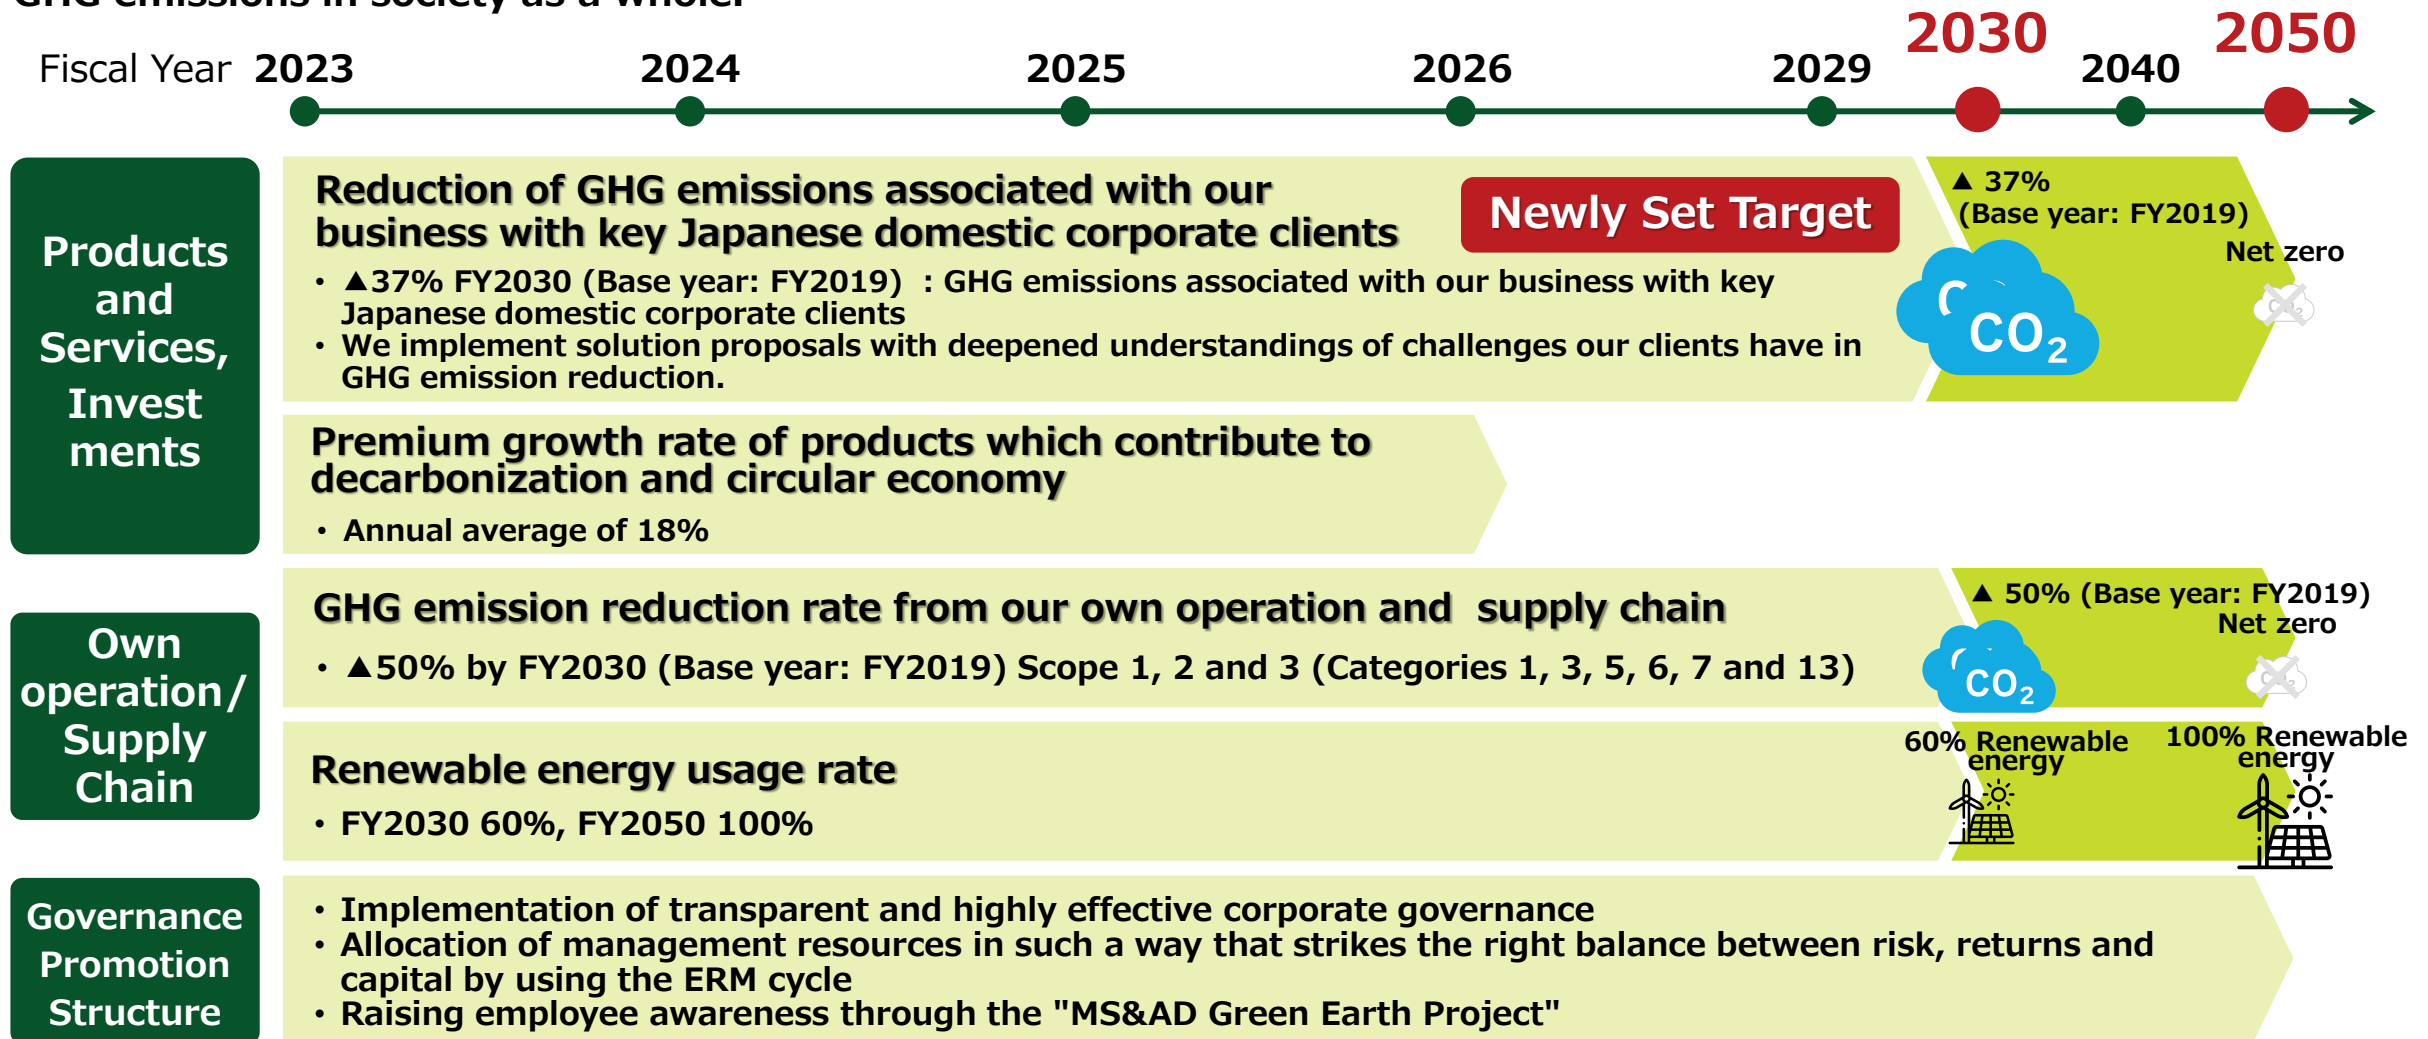 GHG emissions in society as a whole.
Fiscal Year 2023 2024 2025 2026 2029 2030 2040 2050
Products
and
Services,
Invest
ments
Reduction of GHG emissions associated with our
business with key Japanese domestic corporate clients
Newly Set Target
・ ▲37% FY2030 (Base year: FY2019) : GHG emissions associated with our business with key
Japanese domestic corporate clients
・ We implement solution proposals with deepened understandings of challenges our clients have in
GHG emission reduction.
▲ 37%
(Base year: FY2019)
Net zero
CO2
Premium growth rate of products which contribute to
decarbonization and circular economy
・ Annual average of 18%
Own
operation/
Supply
Chain
GHG emission reduction rate from our own operation and supply chain
・ ▲50% by FY2030 (Base year: FY2019) Scope 1, 2 and 3 (Categories 1, 3, 5, 6, 7 and 13)
▲ 50% (Base year: FY2019)
Net zero
CO2
Renewable energy usage rate
・ FY2030 60%, FY2050 100%
60% Renewable
energy
100% Renewable
energy
Governance
Promotion
Structure
・ Implementation of transparent and highly effective corporate governance
・ Allocation of management resources in such a way that strikes the right balance between risk, returns and
capital by using the ERM cycle
・ Raising employee awareness through the "MS&AD Green Earth Project"